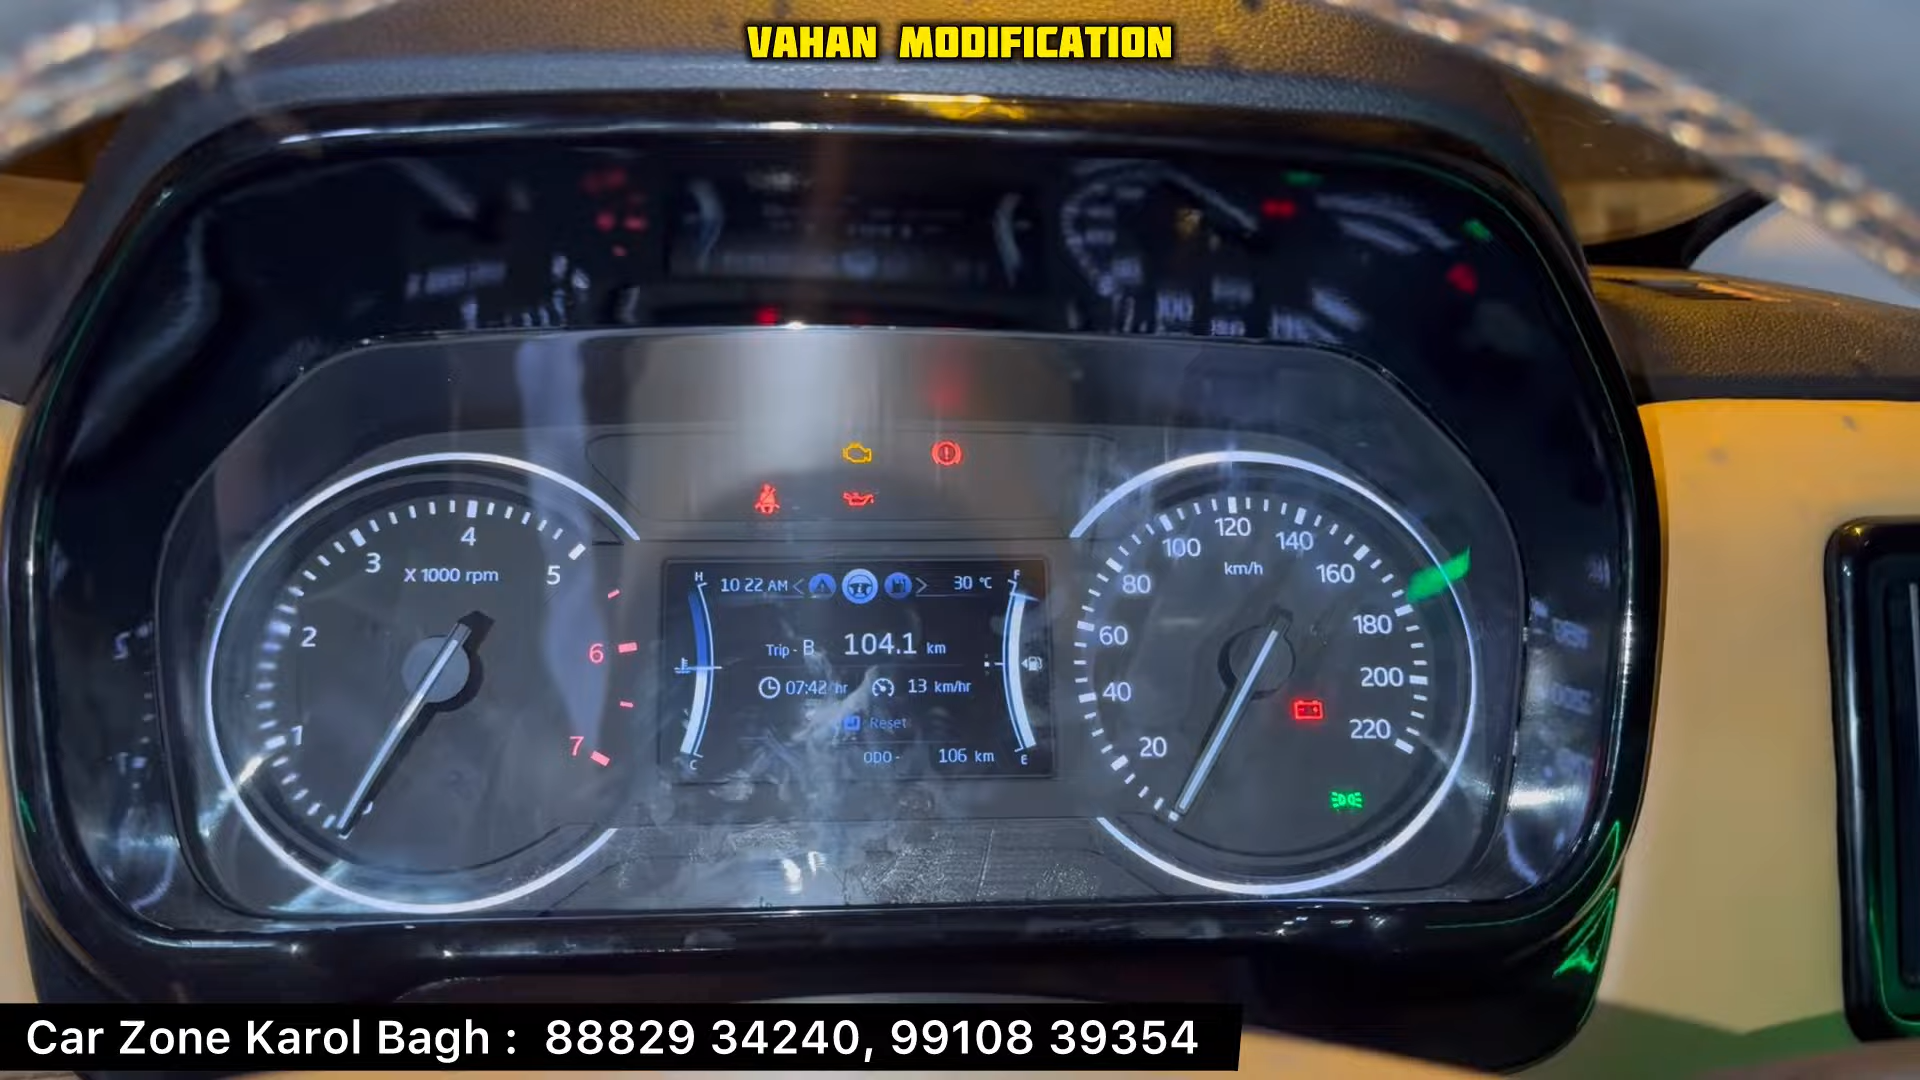 VAHAN MODIFICATION
4
3
5
X 1000 rpm
2
6
1
7
H
10:22 AM
30 °C
F
Trip - B 104.1 km
07:42 hr
13 km/hr
Reset
C
ODO - 106 km
E
120
100
140
km/h
80
160
60
180
40
200
20
220
Car Zone Karol Bagh : 88829 34240, 99108 39354